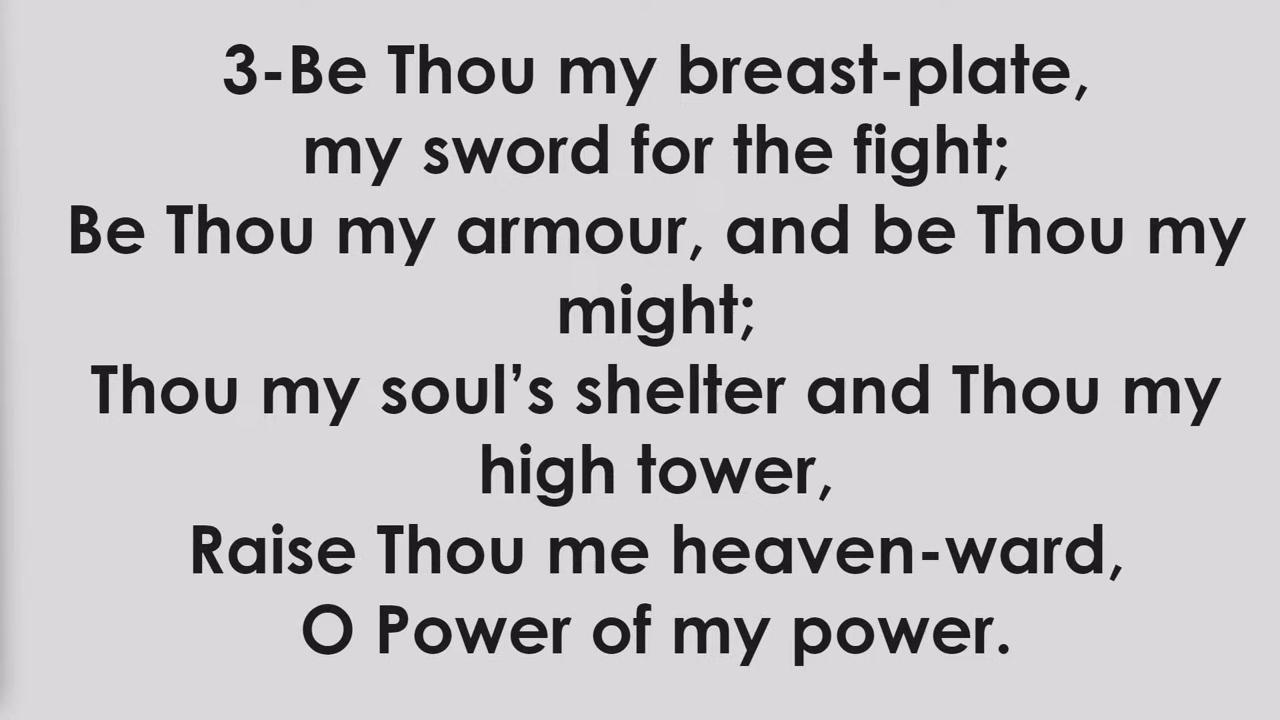 3-Be Thou my breast-plate,
my sword for the fight;
Be Thou my armour, and be Thou my
might;
Thou my soul’s shelter and Thou my
high tower,
Raise Thou me heaven-ward,
O Power of my power.